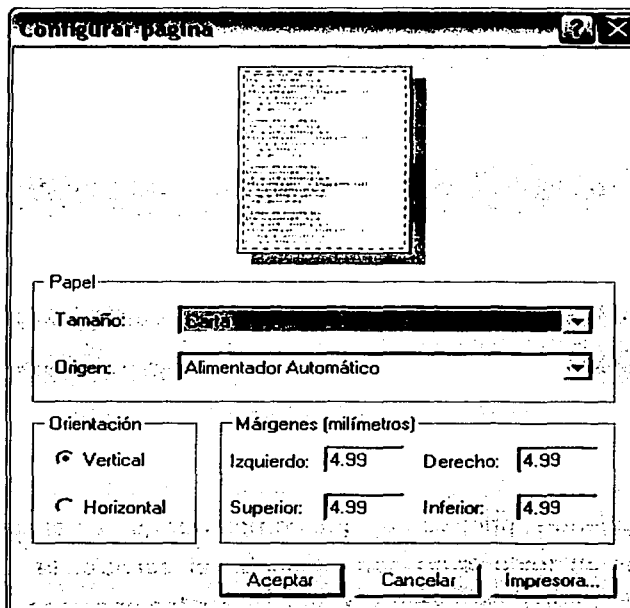 Configurar página
Papel
Tamaño: Carta
Origen: Alimentador Automático
Orientación
Vertical
Horizontal
Márgenes (milímetros)
Izquierdo: 4.99 Derecho: 4.99
Superior: 4.99 Inferior: 4.99
Aceptar Cancelar Impresora...